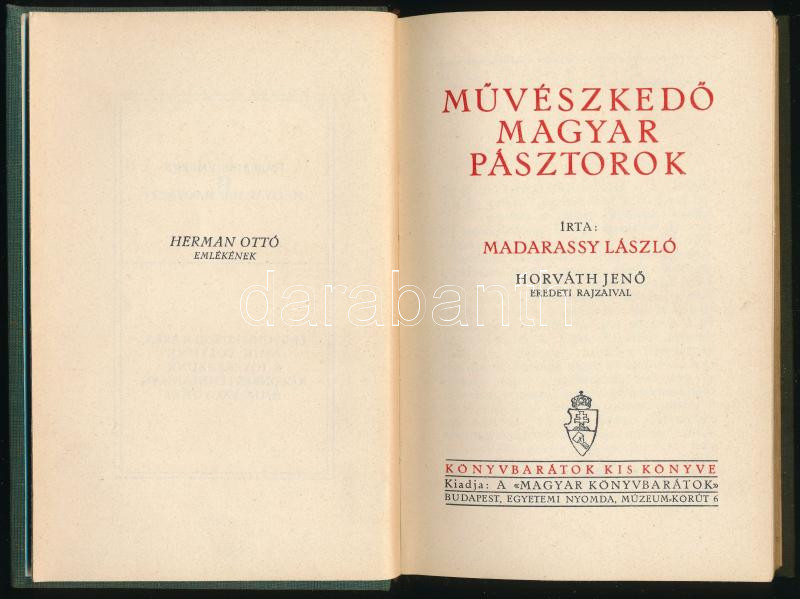 HERMAN OTTÓ
EMLÉKÉNEK
MŰVÉSZKEDŐ
MAGYAR
PÁSZTOROK
ÍRTA:
MADARASSY LÁSZLÓ
HORVÁTH JENŐ
EREDETI RAJZAIVAL
KÖNYVBARÁTOK KIS KÖNYVE
Kiadja: A «MAGYAR KÖNYVBARÁTOK»
BUDAPEST, EGYETEMI NYOMDA, MÚZEUM-KÖRÚT 6
darabanth